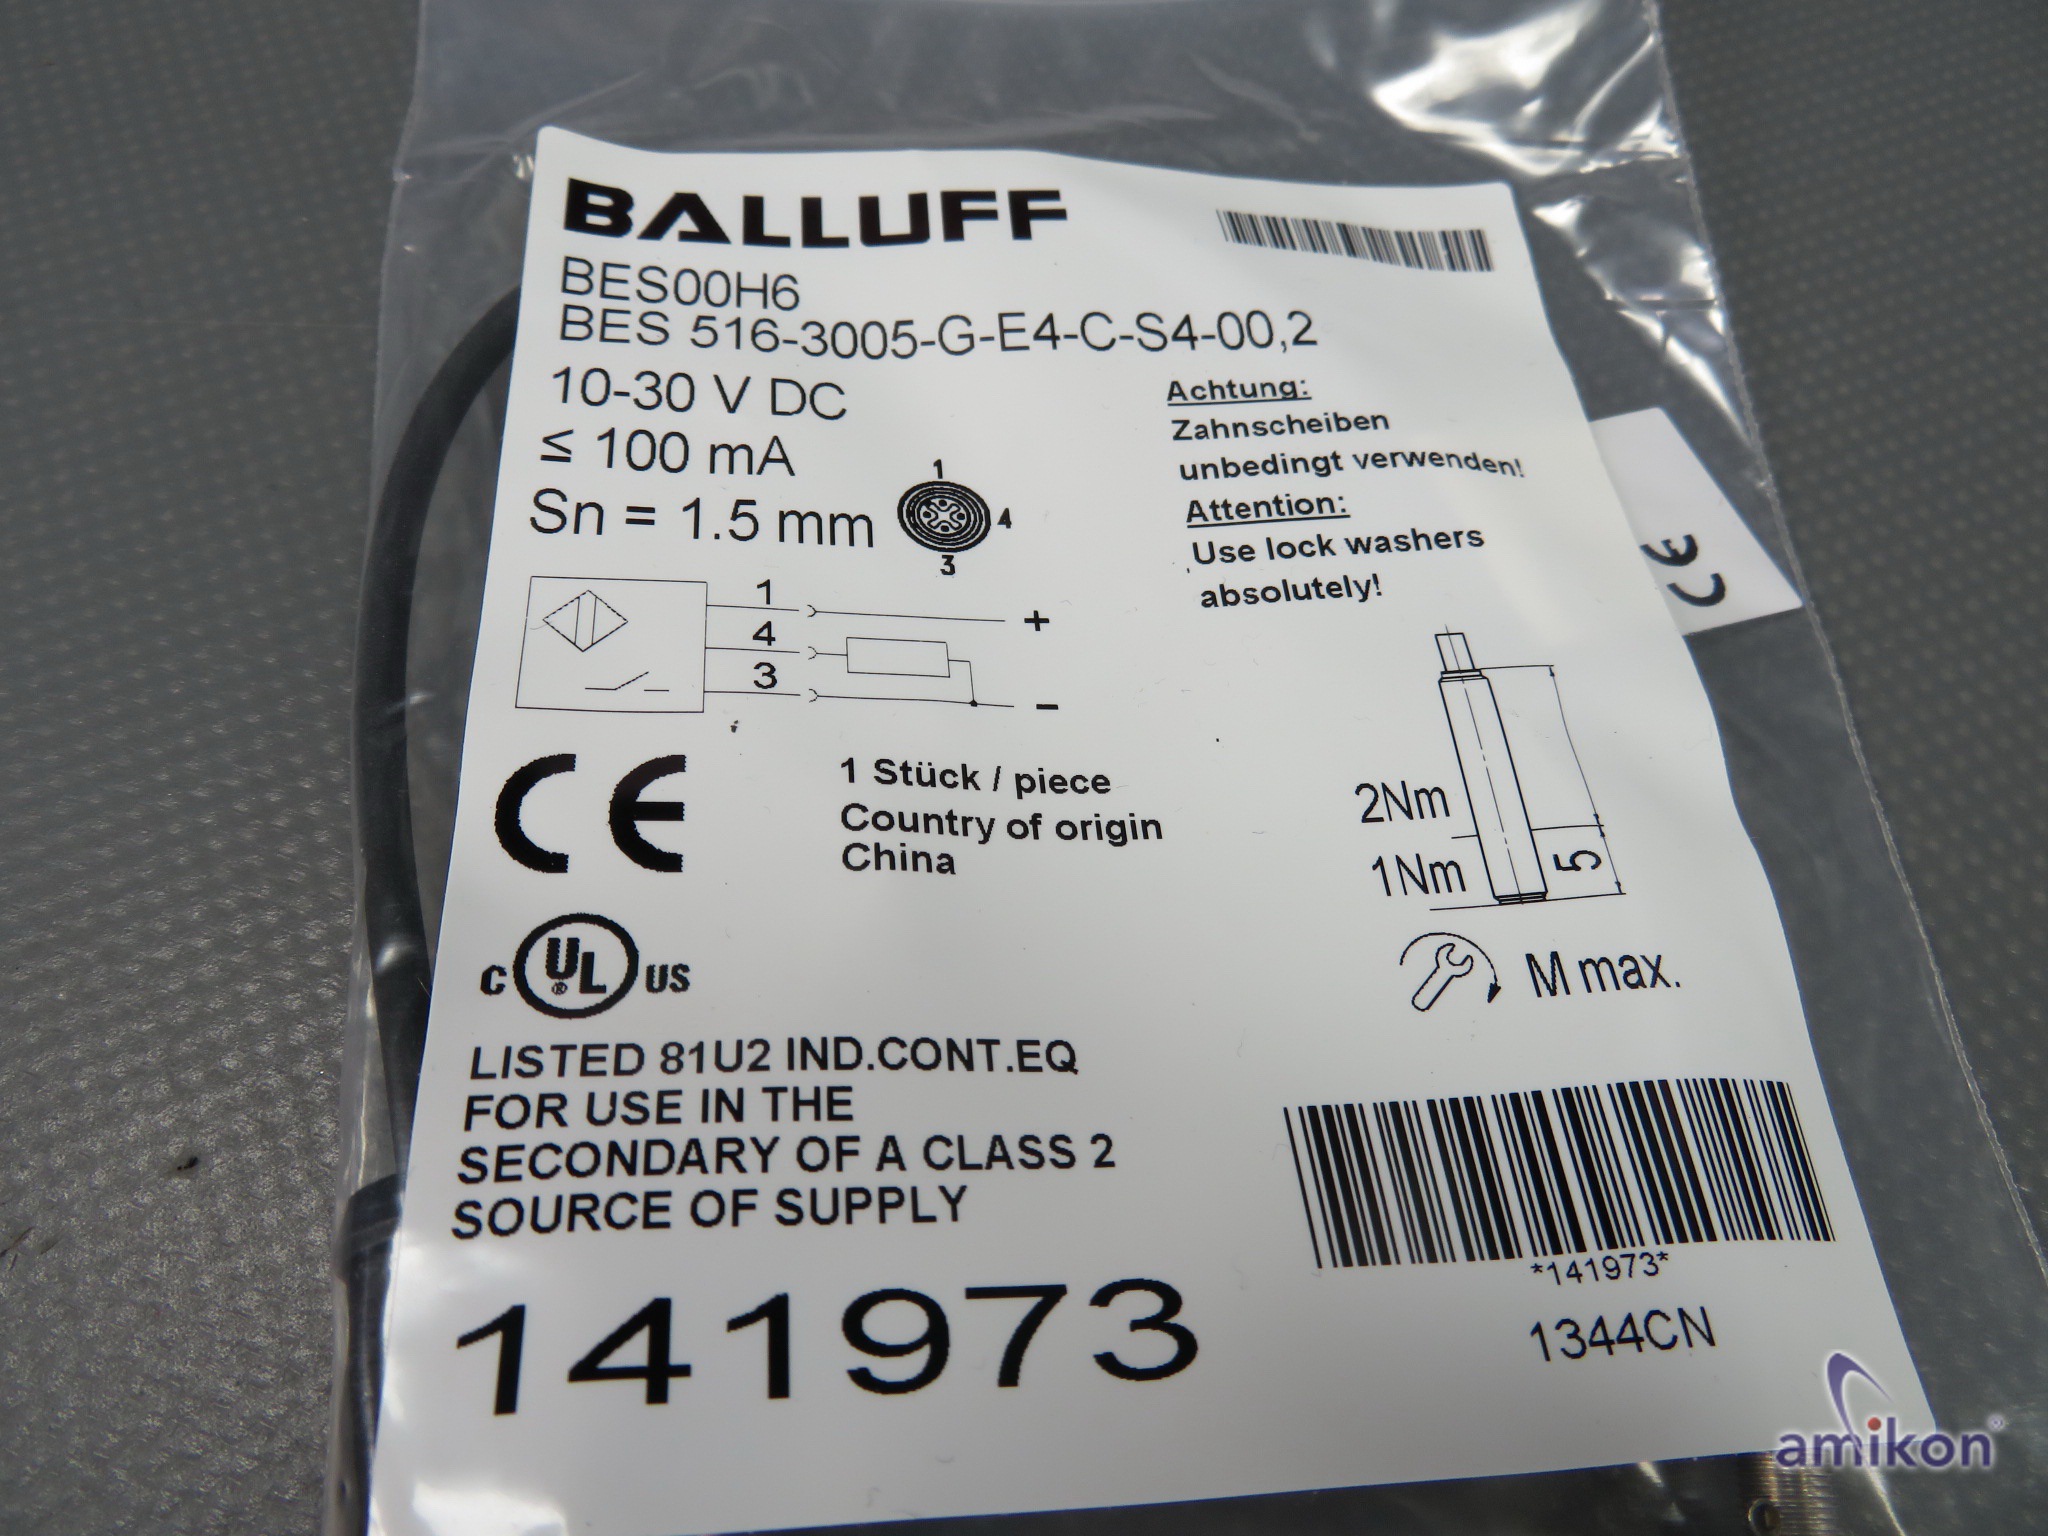 BALLUFF
BES00H6
BES 516-3005-G-E4-C-S4-00,2
10-30 V DC
≤ 100 mA
Sn = 1.5 mm
1
4
3
Achtung:
Zahnscheiben
unbedingt verwenden!
Attention:
Use lock washers
absolutely!
CE
1
4
3
+
-
CE
1 Stück / piece
Country of origin
China
2Nm
1Nm
5
M max.
C UL® US
LISTED 81U2 IND.CONT.EQ
FOR USE IN THE
SECONDARY OF A CLASS 2
SOURCE OF SUPPLY
141973
*141973*
1344CN
amikon®